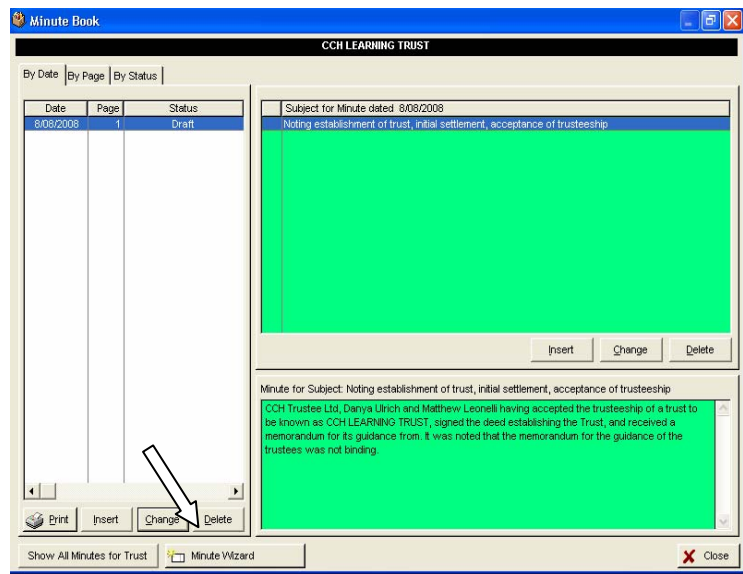 Minute Book
CCH LEARNING TRUST
By Date By Page By Status
Date Page Status
8/08/2008 1 Draft
Subject for Minute dated 8/08/2008
Noting establishment of trust, initial settlement, acceptance of trusteeship
Insert Change Delete
Minute for Subject: Noting establishment of trust, initial settlement, acceptance of trusteeship
CCH Trustee Ltd, Danya Ulrich and Matthew Leonelli having accepted the trusteeship of a trust to
be known as CCH LEARNING TRUST, signed the deed establishing the Trust, and received a
memorandum for its guidance from. It was noted that the memorandum for the guidance of the
trustees was not binding.
Print Insert Change Delete
Show All Minutes for Trust Minute Wizard Close